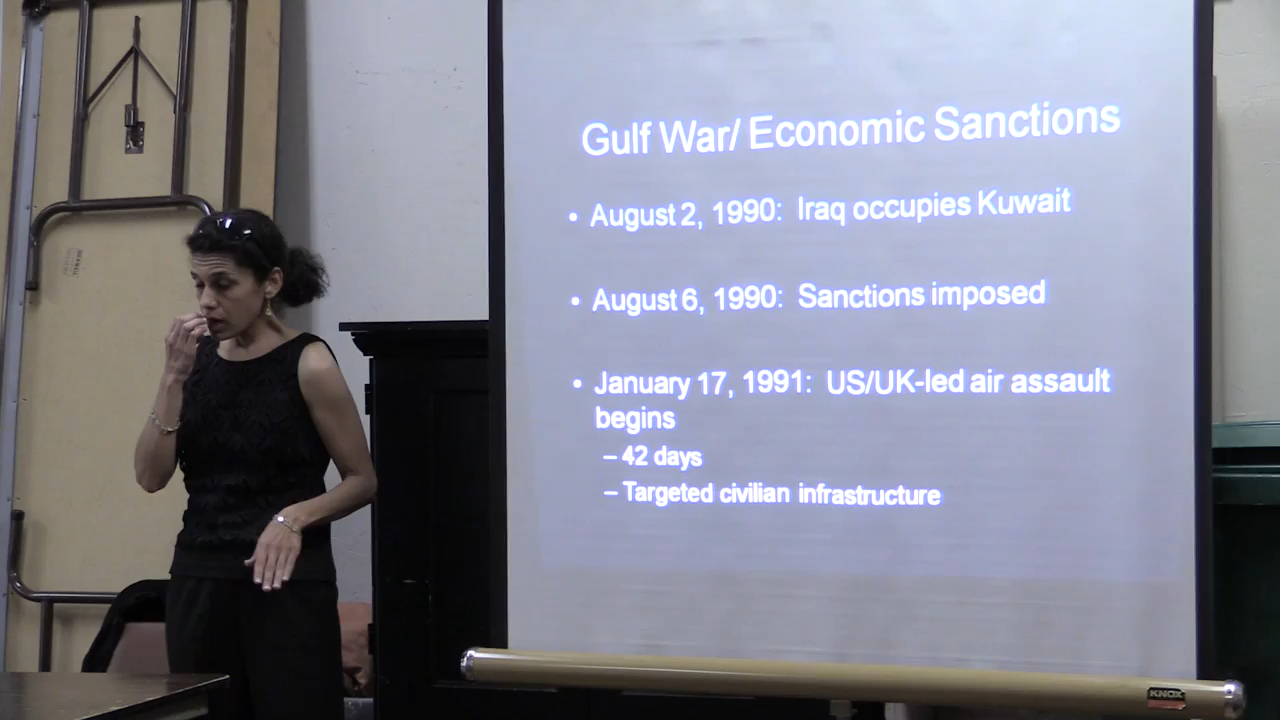 Gulf War/ Economic Sanctions
• August 2, 1990: Iraq occupies Kuwait
• August 6, 1990: Sanctions imposed
• January 17, 1991: US/UK-led air assault
begins
– 42 days
– Targeted civilian infrastructure
KNOX